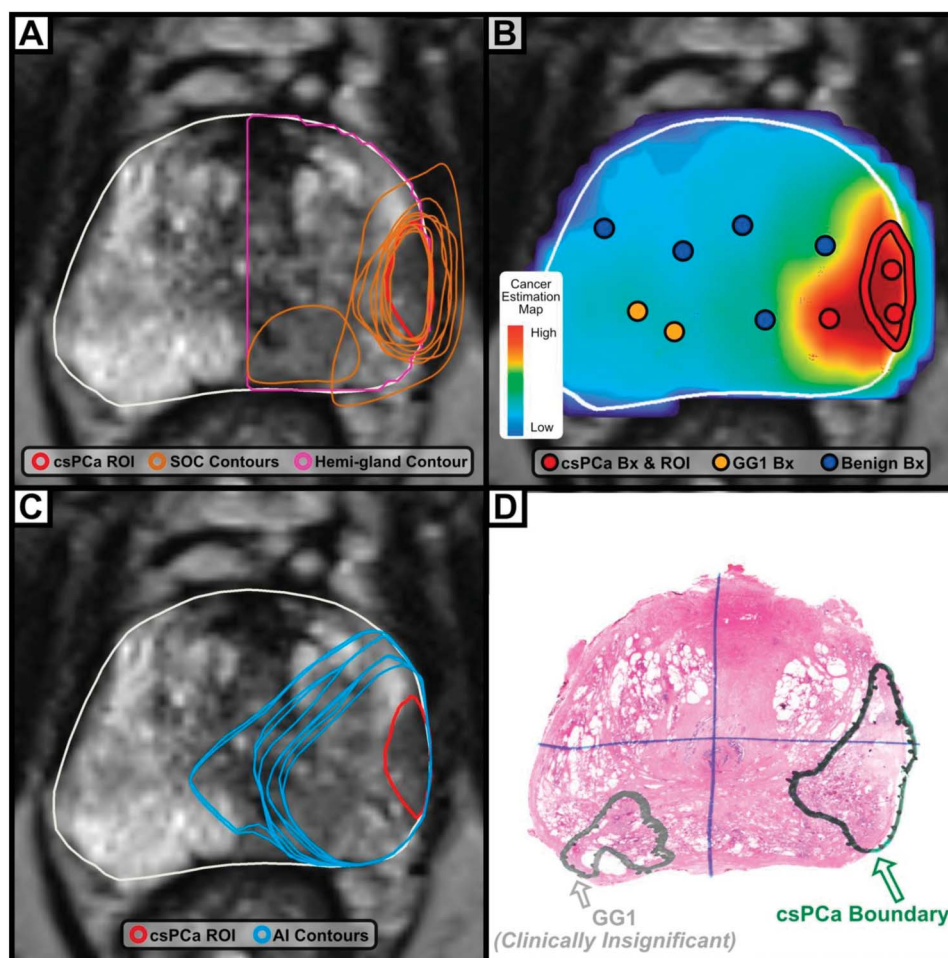 A
csPCa ROI SOC Contours Hemi-gland Contour
B
Cancer
Estimation
Map
High
Low
csPCa Bx & ROI GG1 Bx Benign Bx
C
csPCa ROI AI Contours
D
GG1
(Clinically Insignificant)
csPCa Boundary